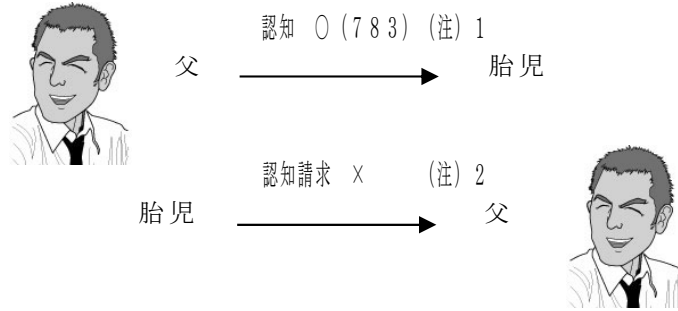 認知 ○(783) (注) 1
父 胎児
認知請求 × (注) 2
胎児 父